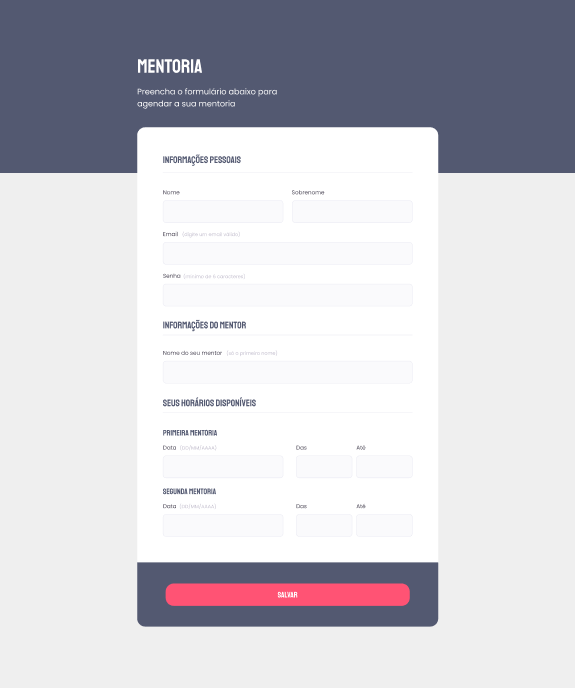 MENTORIA
Preencha o formulário abaixo para
agendar a sua mentoria
INFORMAÇÕES PESSOAIS
Nome
Sobrenome
Email (digite um email válido)
Senha (mínimo de 6 caracteres)
INFORMAÇÕES DO MENTOR
Nome do seu mentor (só o primeiro nome)
SEUS HORÁRIOS DISPONÍVEIS
PRIMEIRA MENTORIA
Data (DD/MM/AAAA)
Das
Até
SEGUNDA MENTORIA
Data (DD/MM/AAAA)
Das
Até
SALVAR